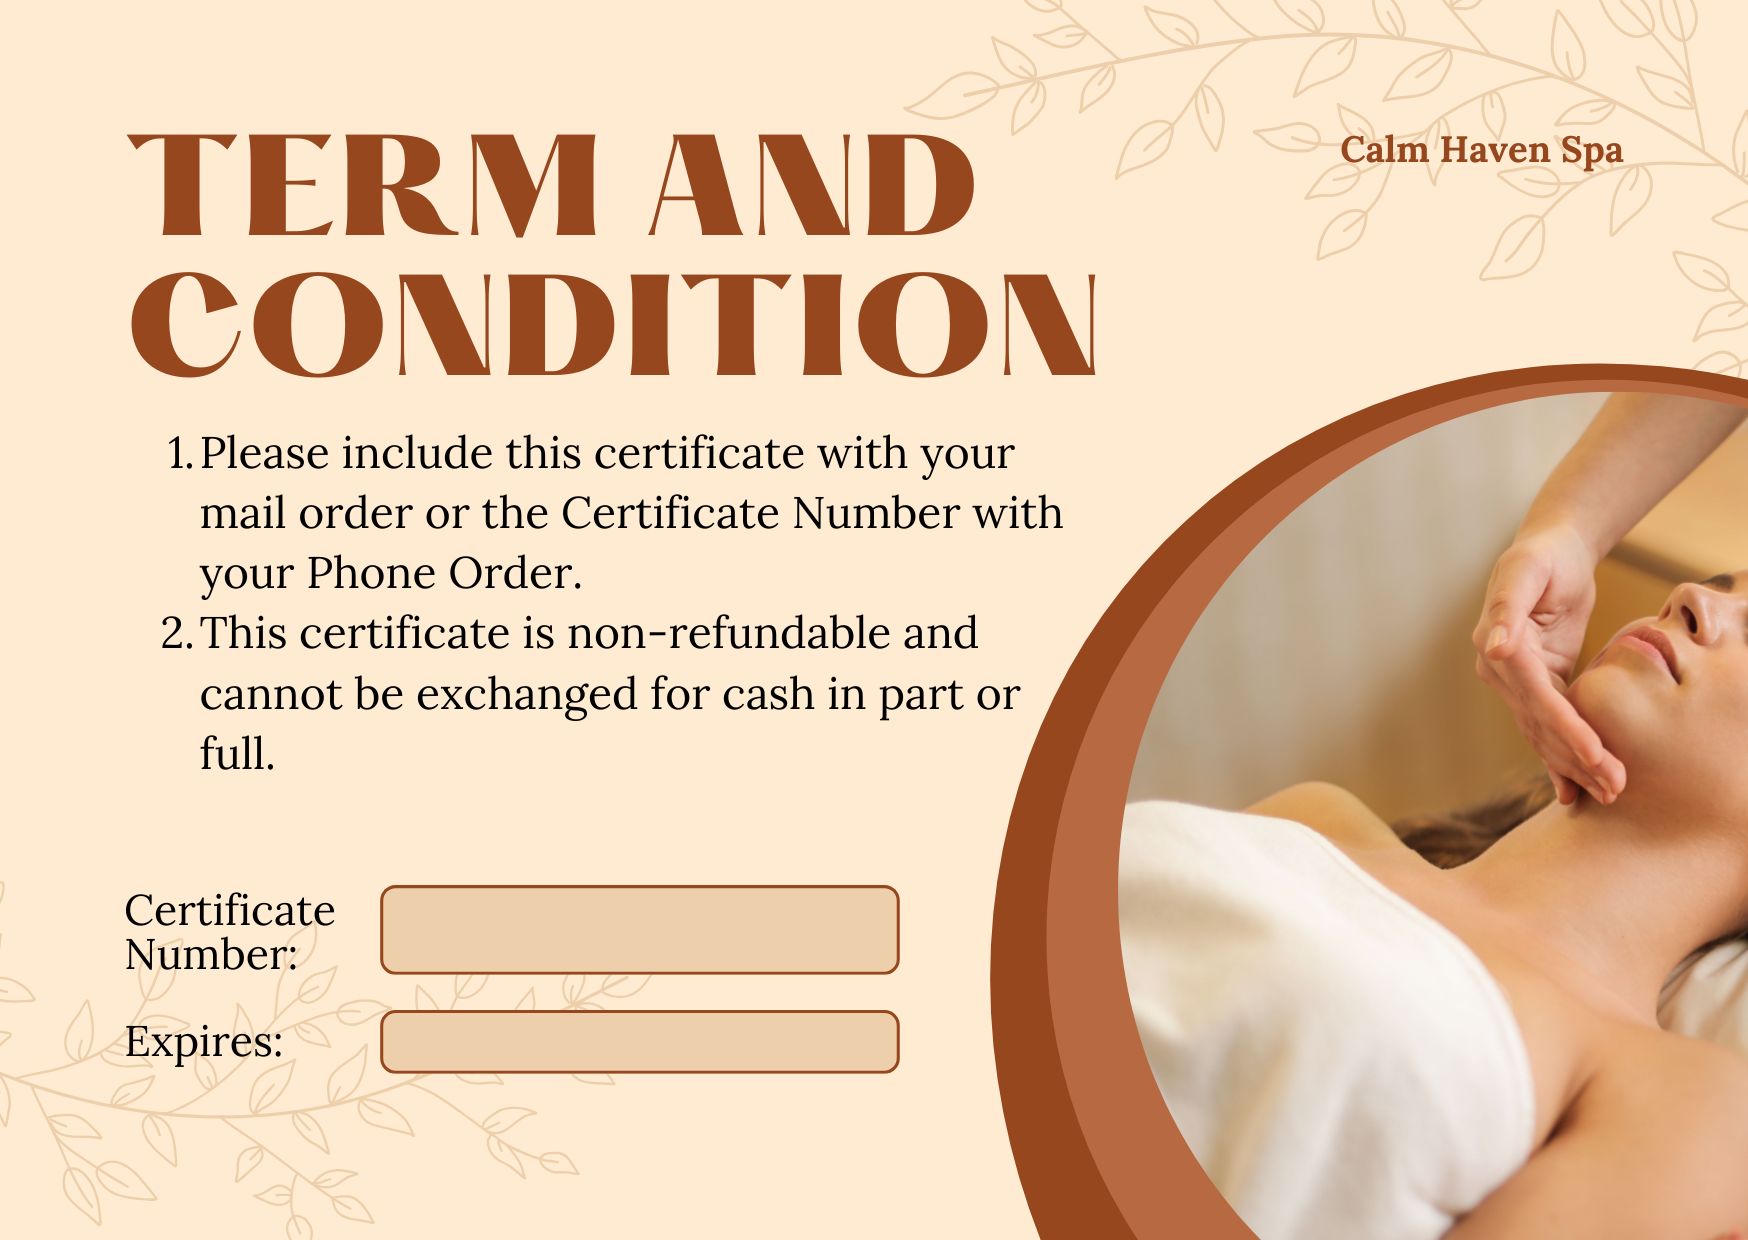 TERM AND
CONDITION
Calm Haven Spa
1. Please include this certificate with your
mail order or the Certificate Number with
your Phone Order.
2. This certificate is non-refundable and
cannot be exchanged for cash in part or
full.
Certificate
Number:
Expires: